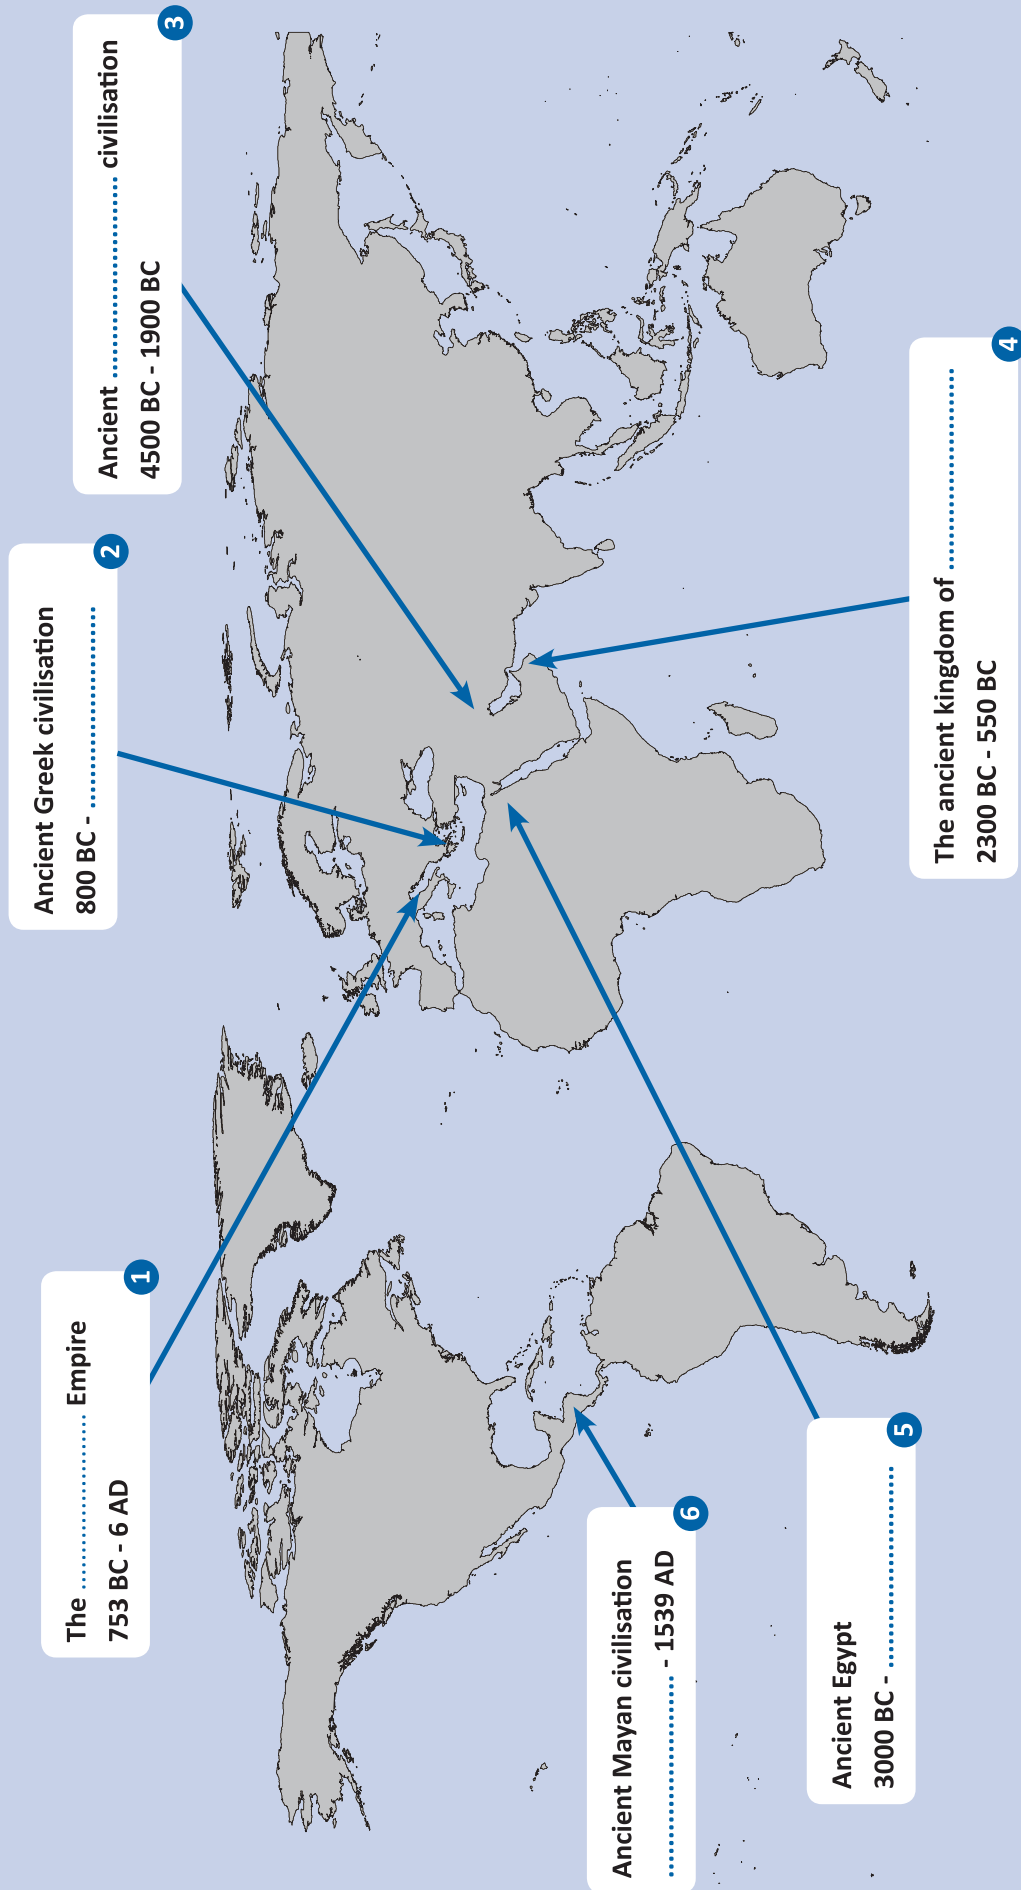 The ................. Empire
753 BC - 6 AD
1
Ancient Greek civilisation
800 BC - ..............................
2
Ancient .............................. civilisation
4500 BC - 1900 BC
3
The ancient kingdom of ..............................
2300 BC - 550 BC
4
Ancient Egypt
3000 BC - ..............................
5
Ancient Mayan civilisation
.............................. - 1539 AD
6